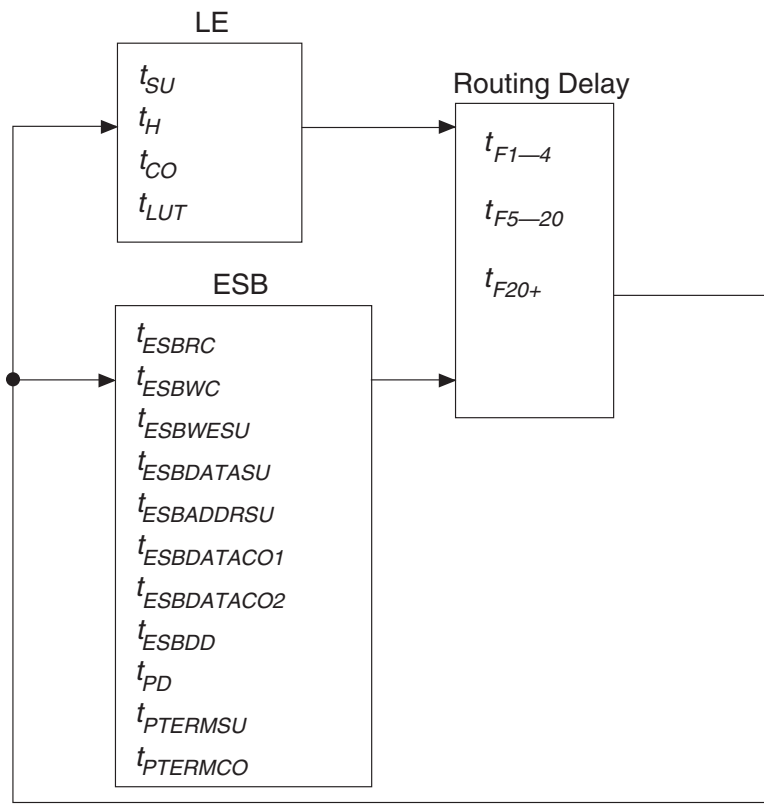 LE
tSU
tH
tCO
tLUT
Routing Delay
tF1—4
tF5—20
tF20+
ESB
tESBRC
tESBWC
tESBWESU
tESBDATASU
tESBADDRSU
tESBDATACO1
tESBDATACO2
tESBDD
tPD
tPTERMSU
tPTERMCO